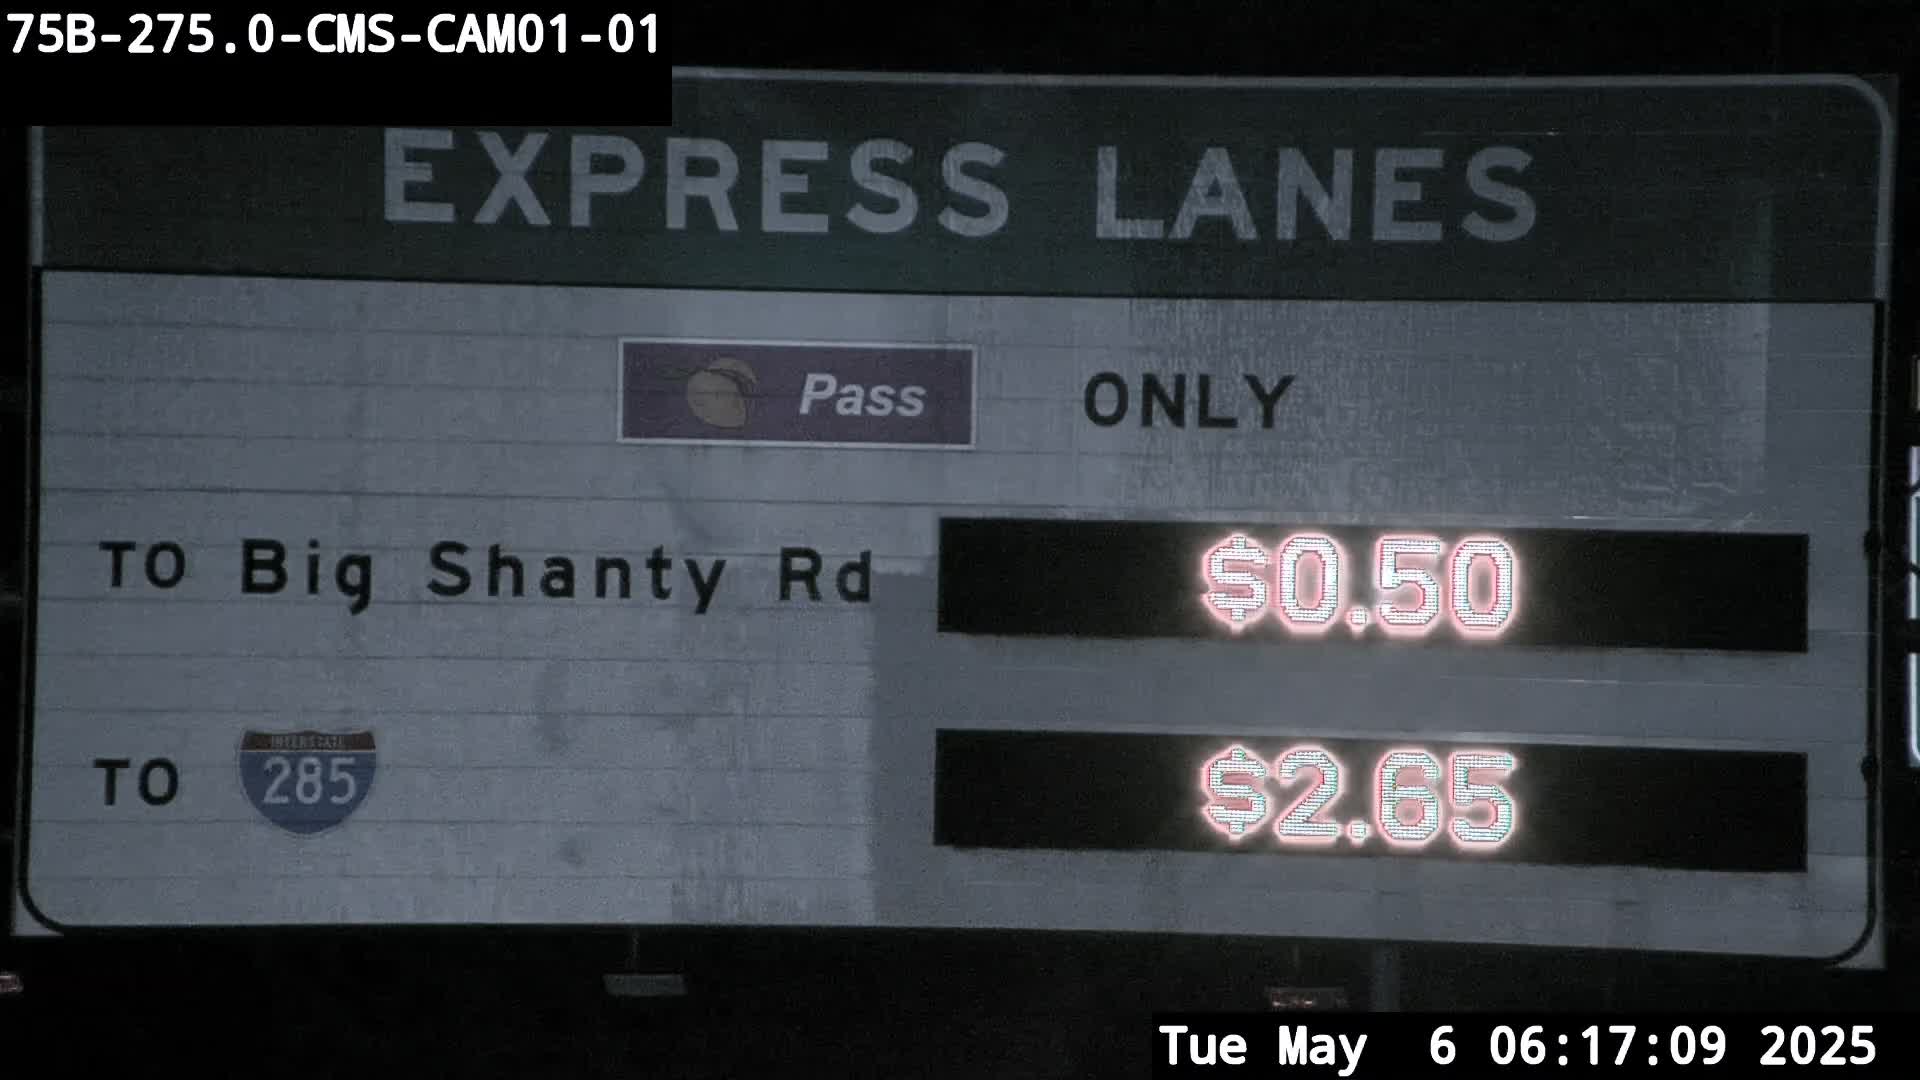 75B-275.0-CMS-CAM01-01
EXPRESS LANES
Pass ONLY
TO Big Shanty Rd $0.50
INTERSTATE
TO 285 $2.65
Tue May 6 06:17:09 2025